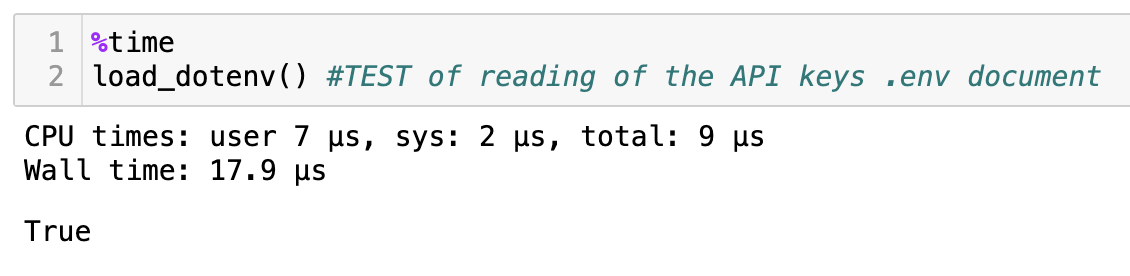 1 %time
2 load_dotenv() #TEST of reading of the API keys .env document
CPU times: user 7 µs, sys: 2 µs, total: 9 µs
Wall time: 17.9 µs
True